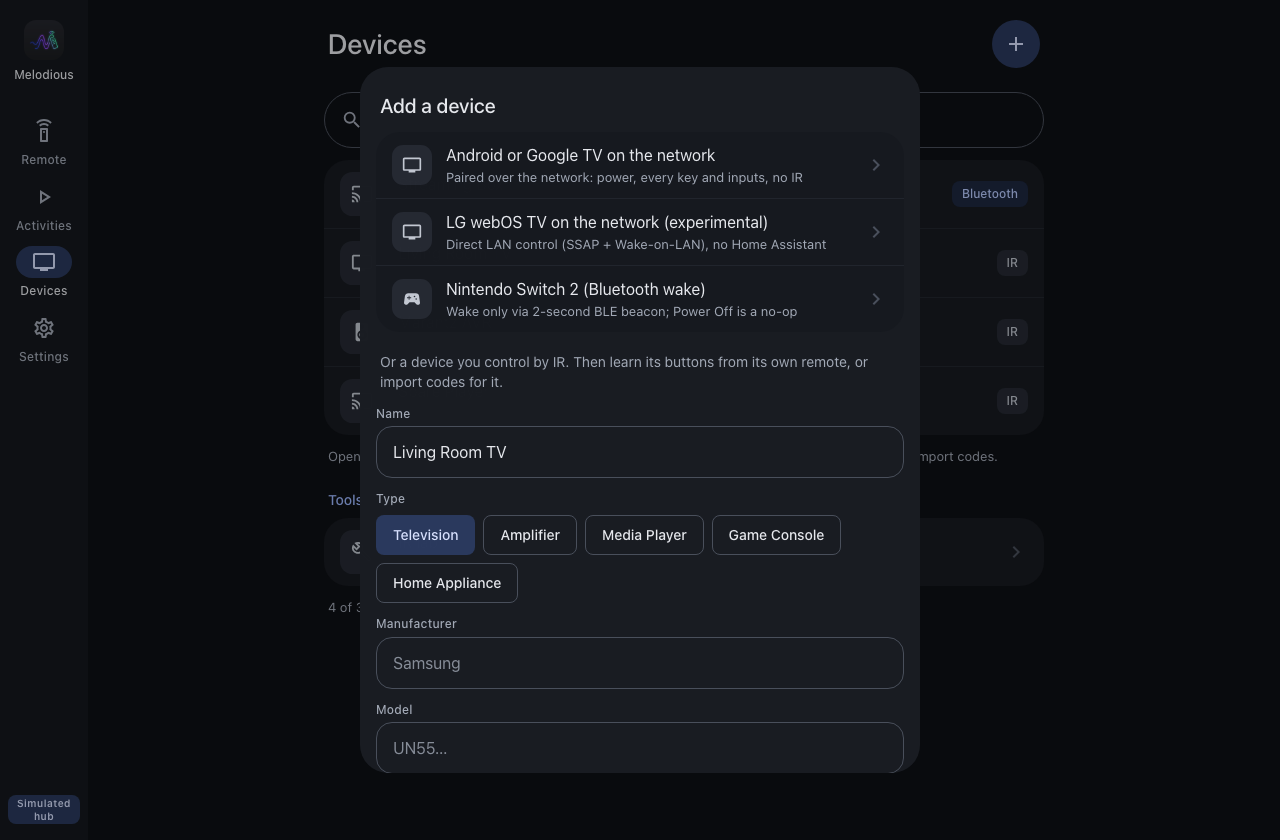 Melodious
Remote
Activities
Devices
Settings
Simulated
hub
Devices
Add a device
Android or Google TV on the network
Paired over the network: power, every key and inputs, no IR
LG webOS TV on the network (experimental)
Direct LAN control (SSAP + Wake-on-LAN), no Home Assistant
Nintendo Switch 2 (Bluetooth wake)
Wake only via 2-second BLE beacon; Power Off is a no-op
Or a device you control by IR. Then learn its buttons from its own remote, or
import codes for it.
Name
Living Room TV
Type
Television
Amplifier
Media Player
Game Console
Home Appliance
Manufacturer
Samsung
Model
UN55...
Bluetooth
IR
IR
IR
Open
codes.
Tools
4 of